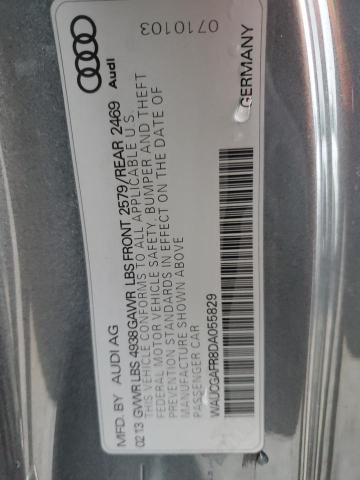 MFD. BY AUDI AG
02 13 GVWR LBS 4938 GAWR LBS FRONT 2579/REAR 2469
THIS VEHICLE CONFORMS TO ALL APPLICABLE U.S.
FEDERAL MOTOR VEHICLE SAFETY, BUMPER AND THEFT
PREVENTION STANDARDS IN EFFECT ON THE DATE OF
MANUFACTURE SHOWN ABOVE
PASSENGER CAR
WAUCGAFR8DA055829
GERMANY
Audi
0710103